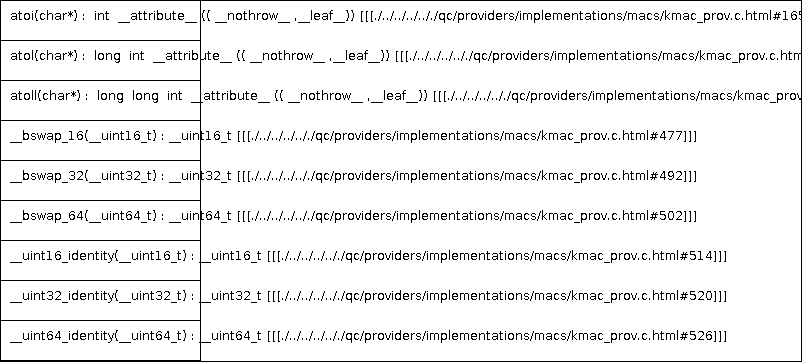 atoi(char*) : int __attribute__ (( __nothrow__ ,__leaf__)) [[[./../../../../../qc/providers/implementations/macs/kmac_prov.c.html#165
atol(char*) : long int __attribute__ (( __nothrow__ ,__leaf__)) [[[./../../../../../qc/providers/implementations/macs/kmac_prov.c.htm
atoll(char*) : long long int __attribute__ (( __nothrow__ ,__leaf__)) [[[./../../../../../qc/providers/implementations/macs/kmac_prov
__bswap_16(__uint16_t) : __uint16_t [[[./../../../../../qc/providers/implementations/macs/kmac_prov.c.html#477]]]
__bswap_32(__uint32_t) : __uint32_t [[[./../../../../../qc/providers/implementations/macs/kmac_prov.c.html#492]]]
__bswap_64(__uint64_t) : __uint64_t [[[./../../../../../qc/providers/implementations/macs/kmac_prov.c.html#502]]]
__uint16_identity(__uint16_t) : __uint16_t [[[./../../../../../qc/providers/implementations/macs/kmac_prov.c.html#514]]]
__uint32_identity(__uint32_t) : __uint32_t [[[./../../../../../qc/providers/implementations/macs/kmac_prov.c.html#520]]]
__uint64_identity(__uint64_t) : __uint64_t [[[./../../../../../qc/providers/implementations/macs/kmac_prov.c.html#526]]]